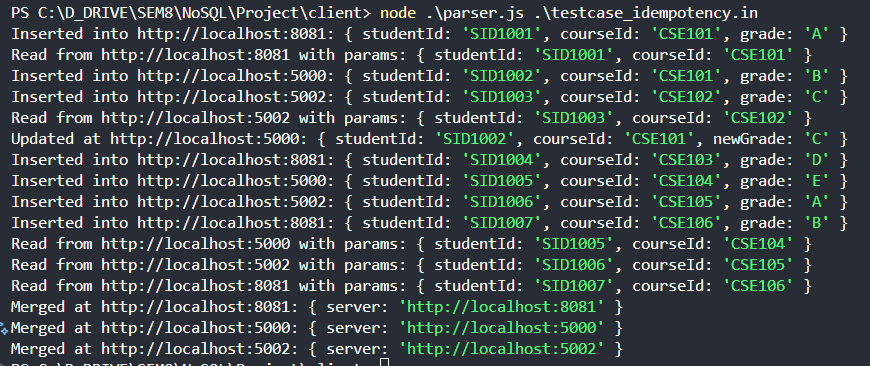 PS C:\D_DRIVE\SEM8\NoSQL\Project\client> node .\parser.js .\testcase_idempotency.in
Inserted into http://localhost:8081: { studentId: 'SID1001', courseId: 'CSE101', grade: 'A' }
Read from http://localhost:8081 with params: { studentId: 'SID1001', courseId: 'CSE101' }
Inserted into http://localhost:5000: { studentId: 'SID1002', courseId: 'CSE101', grade: 'B' }
Inserted into http://localhost:5002: { studentId: 'SID1003', courseId: 'CSE102', grade: 'C' }
Read from http://localhost:5002 with params: { studentId: 'SID1003', courseId: 'CSE102' }
Updated at http://localhost:5000: { studentId: 'SID1002', courseId: 'CSE101', newGrade: 'C' }
Inserted into http://localhost:8081: { studentId: 'SID1004', courseId: 'CSE103', grade: 'D' }
Inserted into http://localhost:5000: { studentId: 'SID1005', courseId: 'CSE104', grade: 'E' }
Inserted into http://localhost:5002: { studentId: 'SID1006', courseId: 'CSE105', grade: 'A' }
Inserted into http://localhost:8081: { studentId: 'SID1007', courseId: 'CSE106', grade: 'B' }
Read from http://localhost:5000 with params: { studentId: 'SID1005', courseId: 'CSE104' }
Read from http://localhost:5002 with params: { studentId: 'SID1006', courseId: 'CSE105' }
Read from http://localhost:8081 with params: { studentId: 'SID1007', courseId: 'CSE106' }
Merged at http://localhost:8081: { server: 'http://localhost:8081' }
Merged at http://localhost:5000: { server: 'http://localhost:5000' }
Merged at http://localhost:5002: { server: 'http://localhost:5002' }
PS C:\D_DRIVE\SEM8\NoSQL\Project\client>